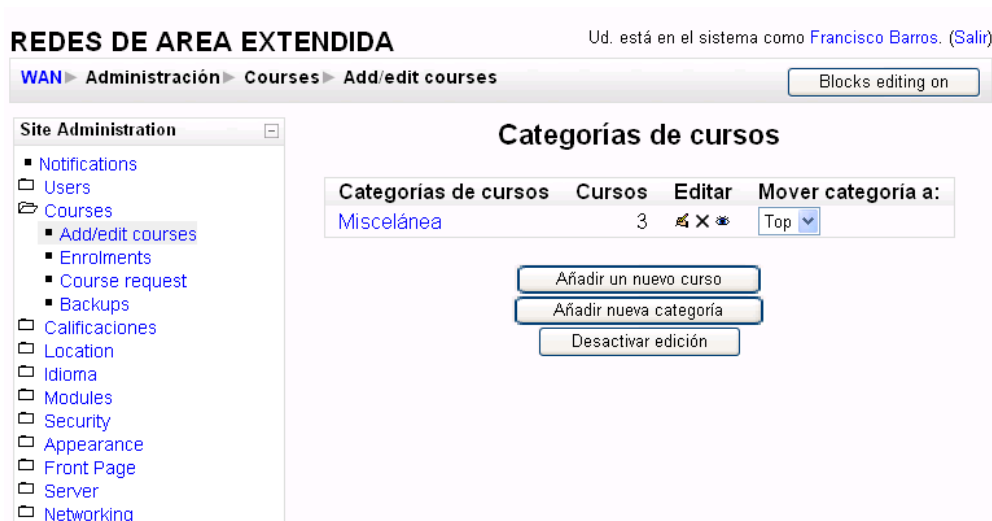 REDES DE AREA EXTENDIDA
Ud. está en el sistema como Francisco Barros. (Salir)
WAN Administración Courses Add/edit courses
Blocks editing on
Site Administration
Notifications
Users
Courses
Add/edit courses
Enrolments
Course request
Backups
Calificaciones
Location
Idioma
Modules
Security
Appearance
Front Page
Server
Networking
Categorías de cursos
Categorías de cursos Cursos Editar Mover categoría a:
Miscelánea 3 Top
Añadir un nuevo curso
Añadir nueva categoría
Desactivar edición